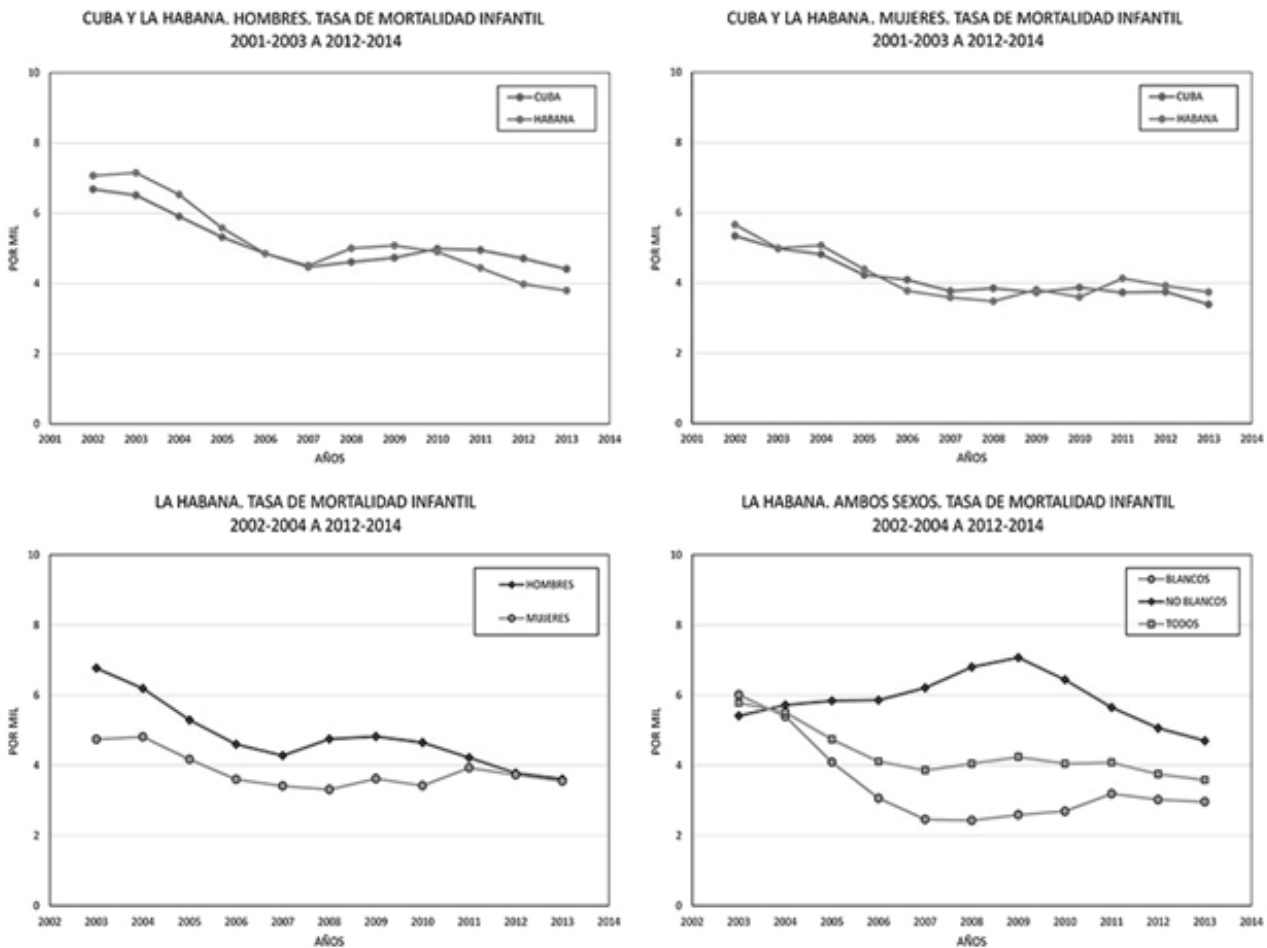 CUBA Y LA HABANA. HOMBRES. TASA DE MORTALIDAD INFANTIL
2001-2003 A 2012-2014
10
8
6
4
2
0
POR MIL
CUBA
HABANA
2001 2002 2003 2004 2005 2006 2007 2008 2009 2010 2011 2012 2013 2014
AÑOS
CUBA Y LA HABANA. MUJERES. TASA DE MORTALIDAD INFANTIL
2001-2003 A 2012-2014
10
8
6
4
2
0
POR MIL
CUBA
HABANA
2001 2002 2003 2004 2005 2006 2007 2008 2009 2010 2011 2012 2013 2014
AÑOS
LA HABANA. TASA DE MORTALIDAD INFANTIL
2002-2004 A 2012-2014
10
8
6
4
2
0
POR MIL
HOMBRES
MUJERES
2002 2003 2004 2005 2006 2007 2008 2009 2010 2011 2012 2013 2014
AÑOS
LA HABANA. AMBOS SEXOS. TASA DE MORTALIDAD INFANTIL
2002-2004 A 2012-2014
10
8
6
4
2
0
POR MIL
BLANCOS
NO BLANCOS
TODOS
2002 2003 2004 2005 2006 2007 2008 2009 2010 2011 2012 2013 2014
AÑOS